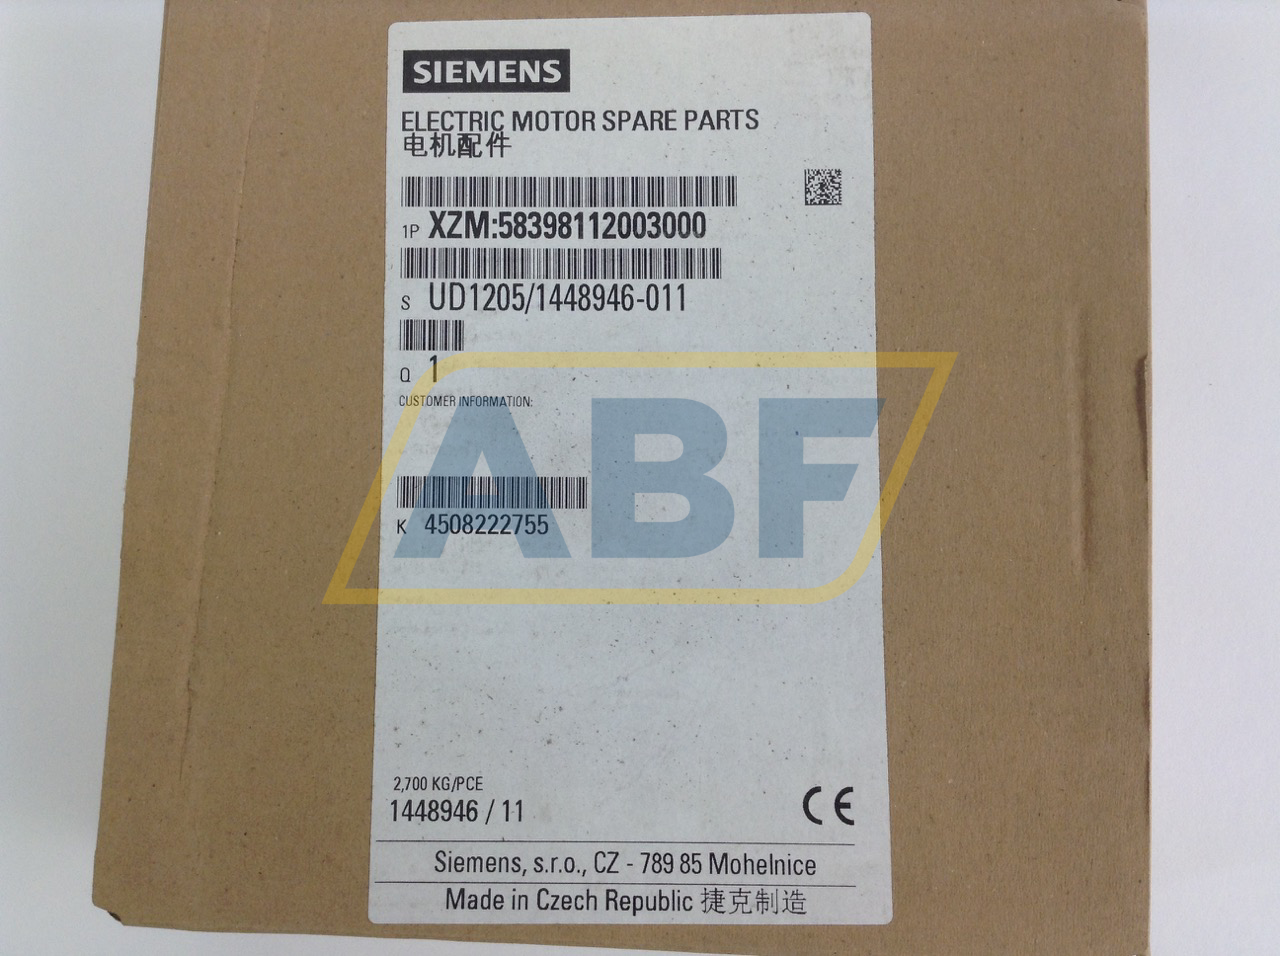 SIEMENS
ELECTRIC MOTOR SPARE PARTS
电机配件
1P XZM:58398112003000
S UD1205/1448946-011
Q 1
CUSTOMER INFORMATION:
ABF
K 4508222755
2,700 KG/PCE
1448946 / 11
CE
Siemens, s.r.o., CZ - 789 85 Mohelnice
Made in Czech Republic 捷克制造